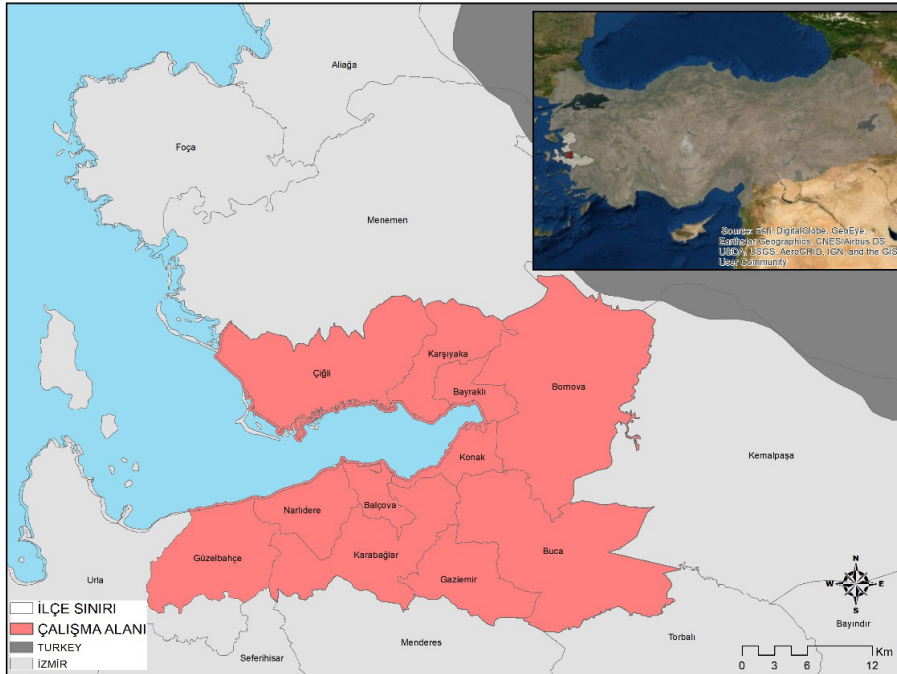 Aliağa
Foça
Menemen
Source: Esri, DigitalGlobe, GeoEye,
Earthstar Geographics, CNES/Airbus DS,
USDA, USGS, AeroGRID, IGN, and the GIS
User Community
Karşıyaka
Çiğli
Bayraklı
Bornova
Konak
Kemalpaşa
Narlıdere
Balçova
Güzelbahçe
Karabağlar
Buca
Gaziemir
Urla
N
W E
S
İLÇE SINIRI
ÇALIŞMA ALANI
TURKEY
İZMİR
Seferihisar
Menderes
Torbalı
Bayındır
Km
0 3 6 12